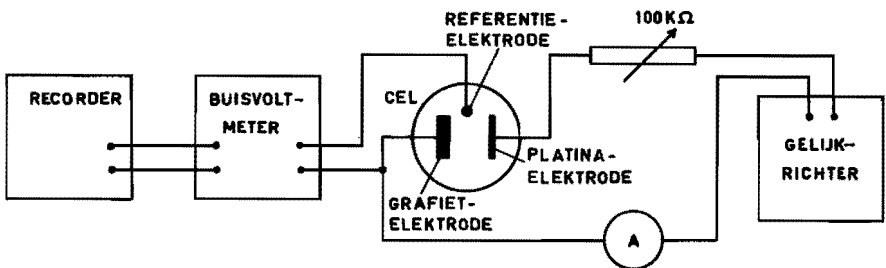 REFERENTIE-
ELEKTRODE
100KΩ
RECORDER
BUISVOLT-
METER
CEL
GELIJK-
RICHTER
PLATINA-
ELEKTRODE
GRAFIET-
ELEKTRODE
A